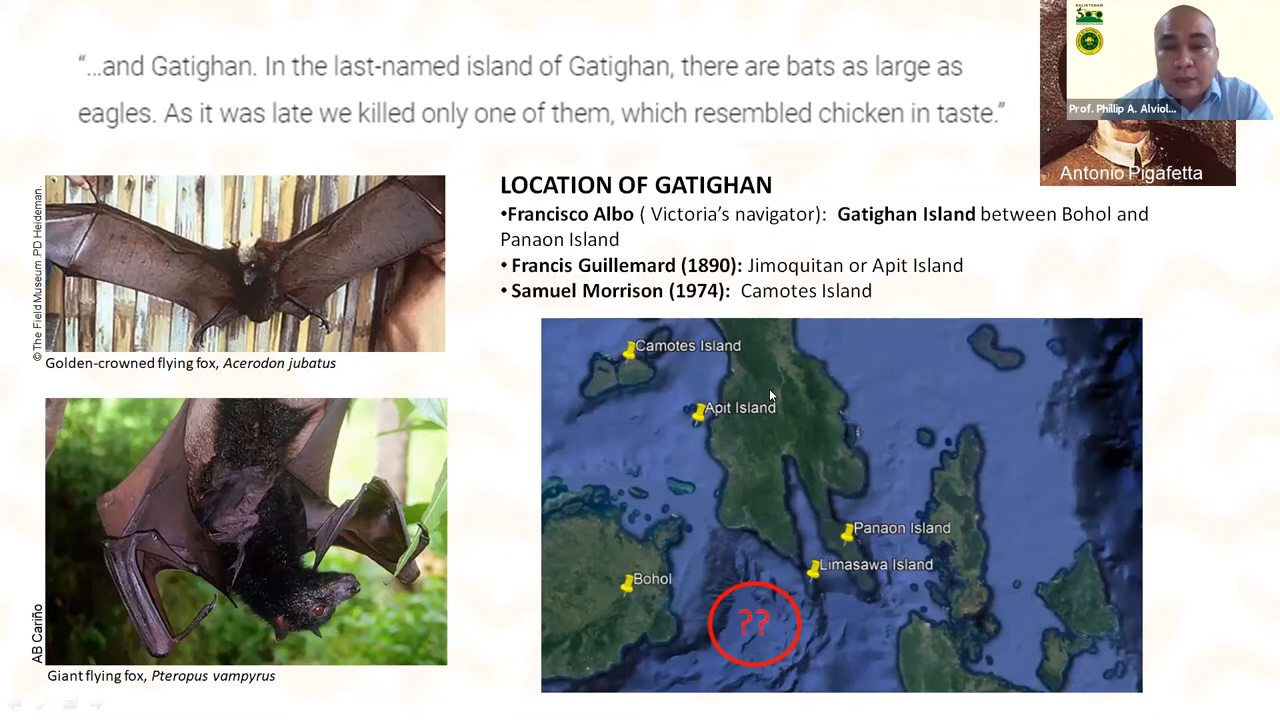 “...and Gatighan. In the last-named island of Gatighan, there are bats as large as
eagles. As it was late we killed only one of them, which resembled chicken in taste.”
Prof. Phillip A. Alviol...
Antonio Pigafetta
©The Field Museum .PD Heideman.
Golden-crowned flying fox, Acerodon jubatus
AB Cariño
Giant flying fox, Pteropus vampyrus
LOCATION OF GATIGHAN
•Francisco Albo ( Victoria’s navigator): Gatighan Island between Bohol and
Panaon Island
• Francis Guillemard (1890): Jimoquitan or Apit Island
• Samuel Morrison (1974): Camotes Island
Camotes Island
Apit Island
Panaon Island
Limasawa Island
Bohol
??